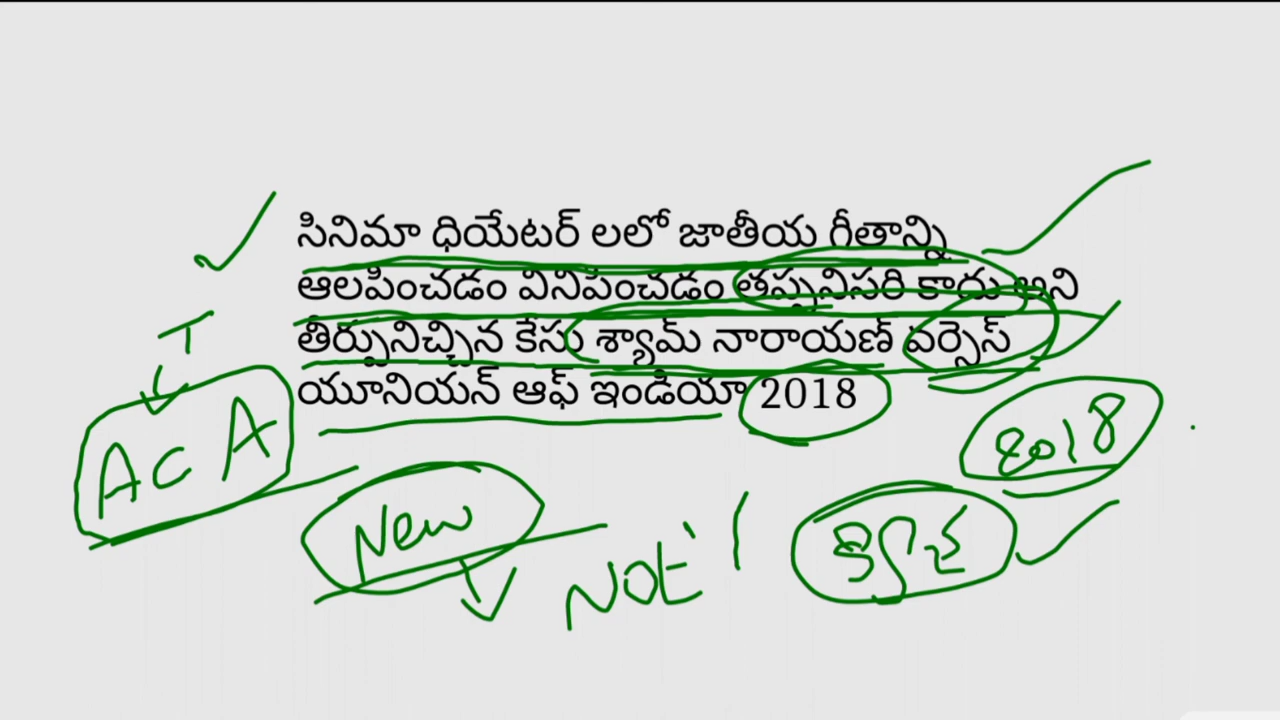 సినిమా ధియేటర్ లలో జాతీయ గీతాన్ని
ఆలపించడం వినిపించడం తప్పనిసరి కాదు అని
తీర్పునిచ్చిన కేసు శ్యామ్ నారాయణ్ వర్సెస్
యూనియన్ ఆఫ్ ఇండియా 2018
T
ACA
2018
New
NOT